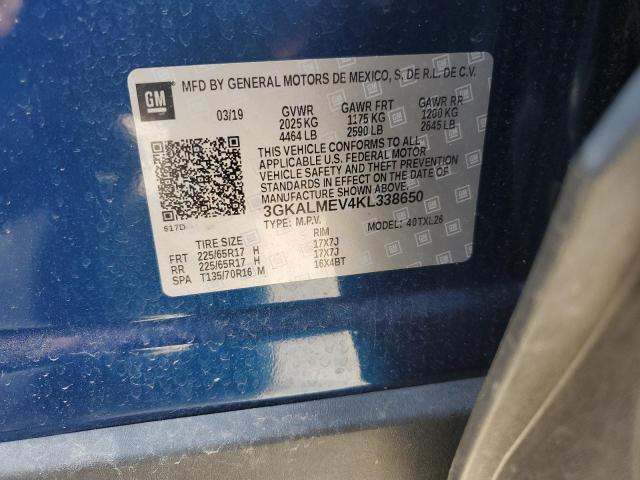 GM
MFD BY GENERAL MOTORS DE MEXICO, S. DE R.L. DE C.V.
03/19 GVWR GAWR FRT GAWR RR
2025 KG 1175 KG 1200 KG
4464 LB 2590 LB 2645 LB
THIS VEHICLE CONFORMS TO ALL
APPLICABLE U.S. FEDERAL MOTOR
VEHICLE SAFETY AND THEFT PREVENTION
STANDARDS IN EFFECT ON THE DATE OF
MANUFACTURE SHOWN ABOVE.
3GKALMEV4KL338650
617D TYPE: M.P.V. MODEL: 40TXL26
TIRE SIZE RIM
FRT 225/65R17 H 17X7J
RR 225/65R17 H 17X7J
SPA T135/70R16 M 16X4BT